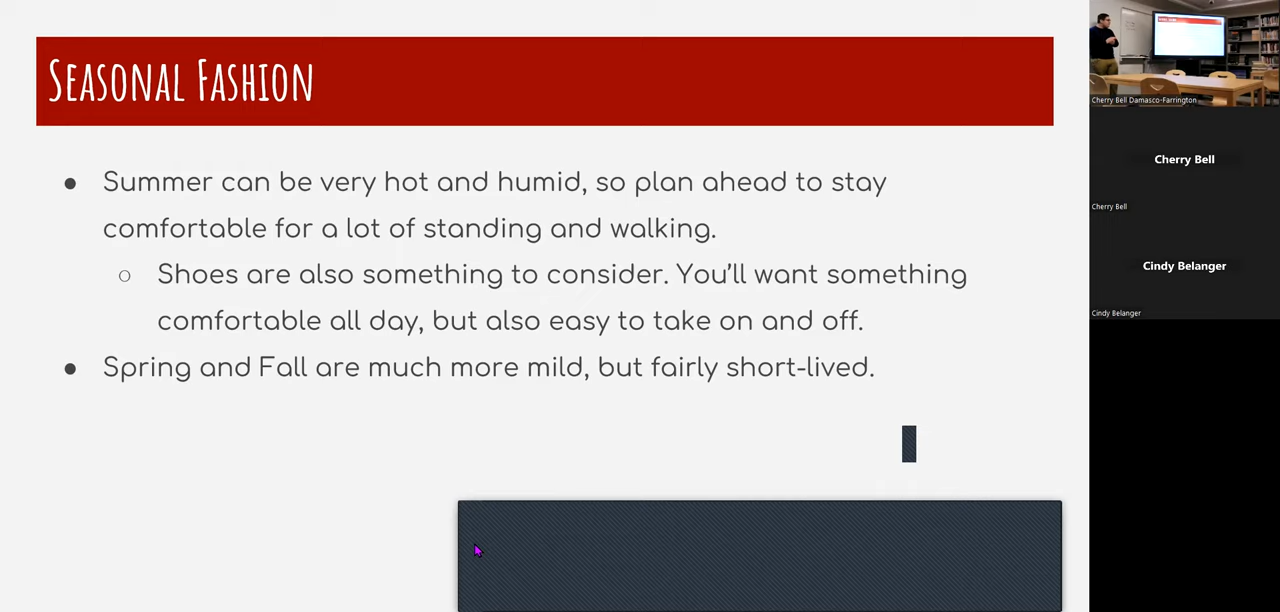 Seasonal Fashion
● Summer can be very hot and humid, so plan ahead to stay
comfortable for a lot of standing and walking.
○ Shoes are also something to consider. You'll want something
comfortable all day, but also easy to take on and off.
● Spring and Fall are much more mild, but fairly short-lived.
Cherry Bell Damasco-Farrington
Cherry Bell
Cherry Bell
Cindy Belanger
Cindy Belanger